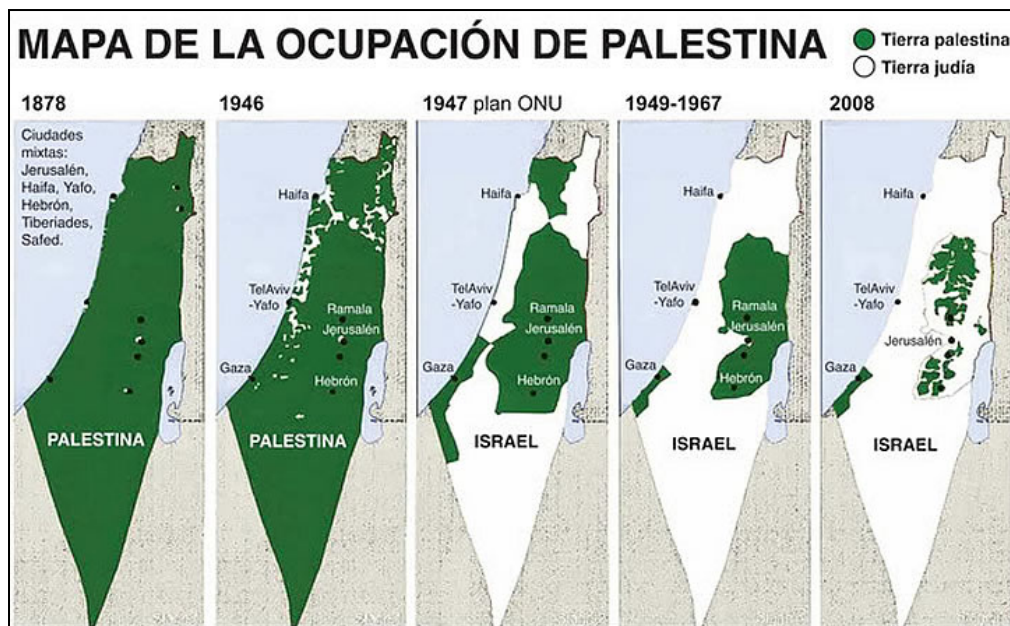 MAPA DE LA OCUPACIÓN DE PALESTINA
Tierra palestina
Tierra judía
1878
Ciudades
mixtas:
Jerusalén,
Haifa, Yafo,
Hebrón,
Tiberiades,
Safed.
PALESTINA
1946
Haifa
TelAviv
-Yafo
Ramala
Jerusalén
Gaza
Hebrón
PALESTINA
1947 plan ONU
Haifa
TelAviv
-Yafo
Ramala
Jerusalén
Gaza
Hebrón
ISRAEL
1949-1967
Haifa
TelAviv
-Yafo
Ramala
Jerusalén
Gaza
Hebrón
ISRAEL
2008
Haifa
TelAviv
-Yafo
Jerusalén
Gaza
ISRAEL